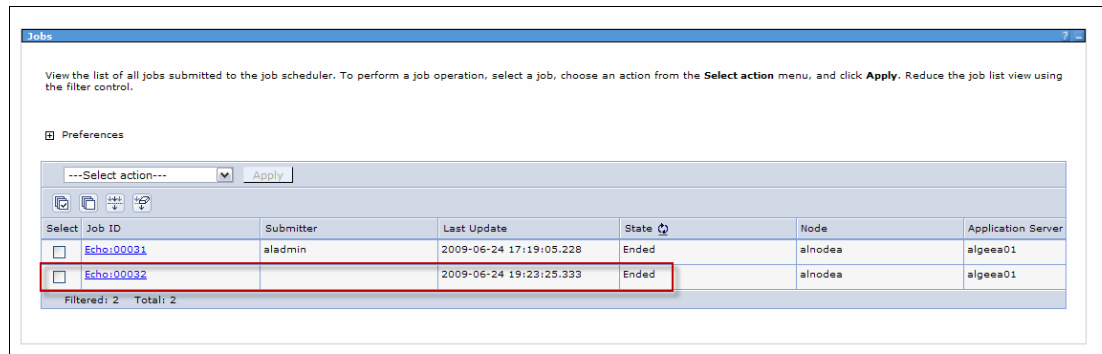 Jobs ? _
View the list of all jobs submitted to the job scheduler. To perform a job operation, select a job, choose an action from the Select action menu, and click Apply. Reduce the job list view using
the filter control.
Preferences
---Select action--- Apply
Select Job ID Submitter Last Update State Node Application Server
Echo:00031 aladmin 2009-06-24 17:19:05.228 Ended alnodea algeea01
Echo:00032 2009-06-24 19:23:25.333 Ended alnodea algeea01
Filtered: 2 Total: 2